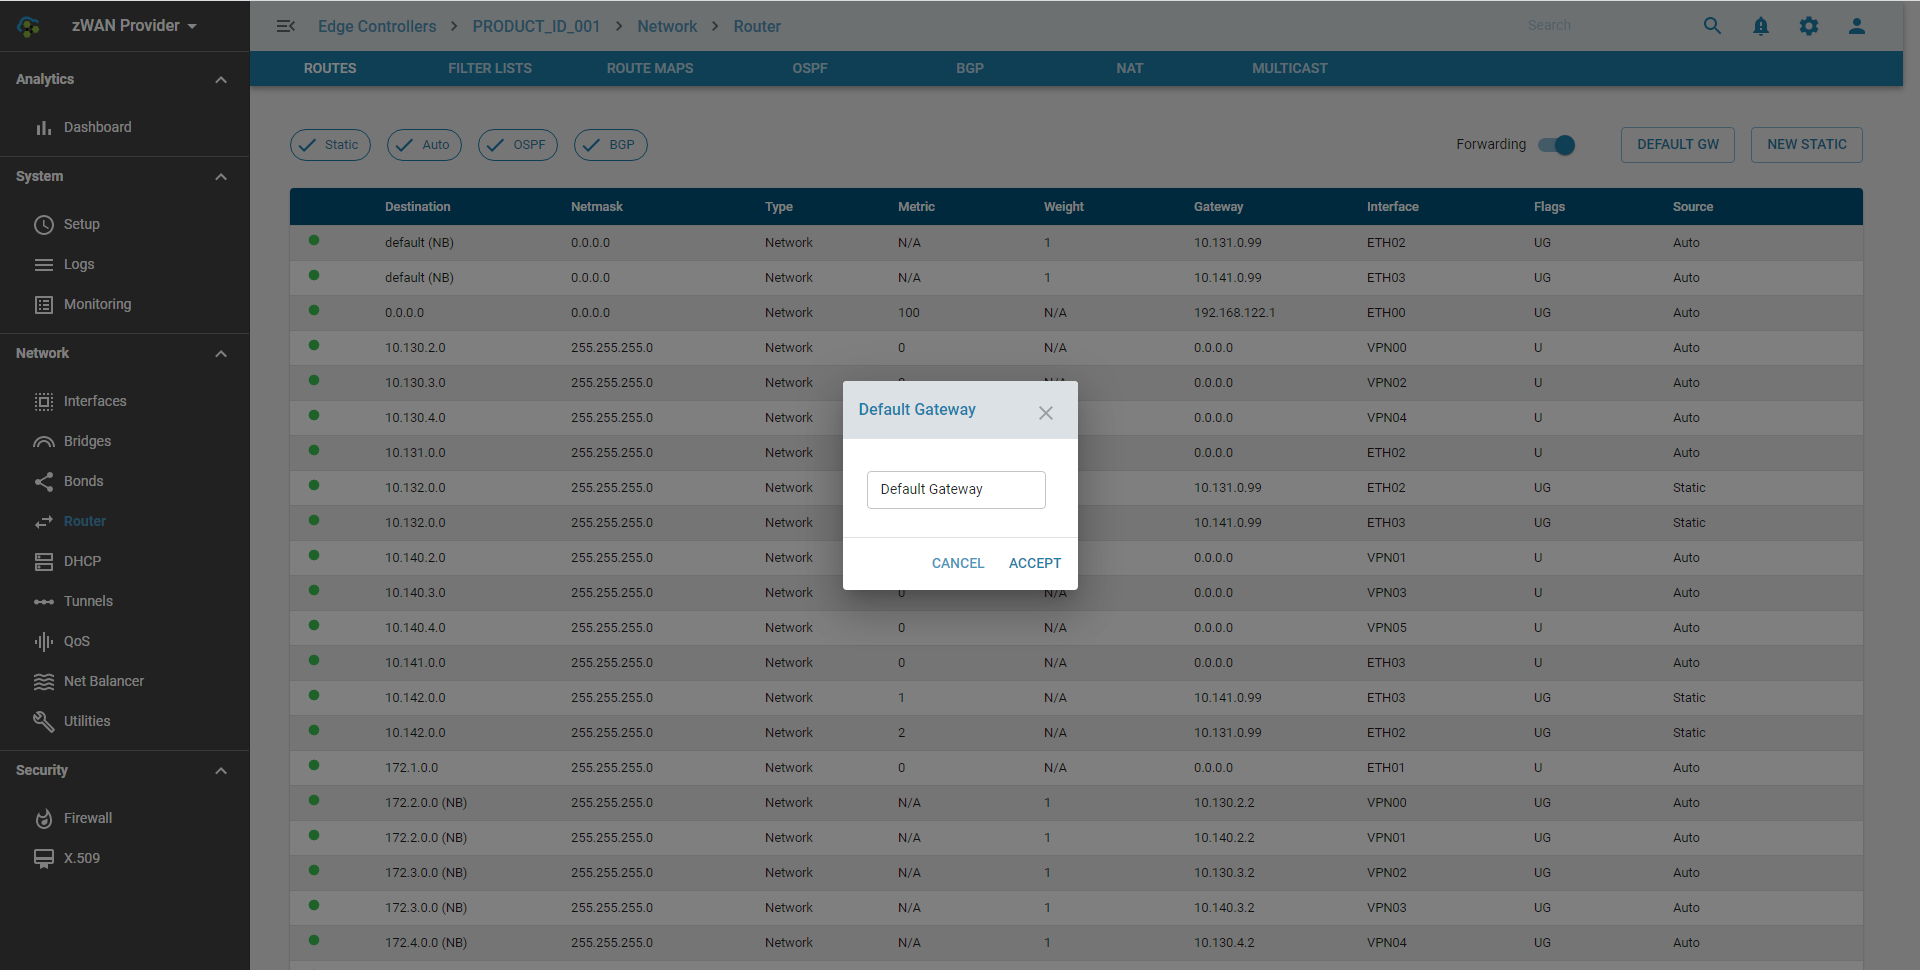 zWAN Provider
Edge Controllers > PRODUCT_ID_001 > Network > Router
Search
ROUTES FILTER LISTS ROUTE MAPS OSPF BGP NAT MULTICAST
Analytics
Dashboard
System
Setup
Logs
Monitoring
Network
Interfaces
Bridges
Bonds
Router
DHCP
Tunnels
QoS
Net Balancer
Utilities
Security
Firewall
X.509
Static Auto OSPF BGP
Forwarding DEFAULT GW NEW STATIC
Destination Netmask Type Metric Weight Gateway Interface Flags Source
default (NB) 0.0.0.0 Network N/A 1 10.131.0.99 ETH02 UG Auto
default (NB) 0.0.0.0 Network N/A 1 10.141.0.99 ETH03 UG Auto
0.0.0.0 0.0.0.0 Network 100 N/A 192.168.122.1 ETH00 UG Auto
10.130.2.0 255.255.255.0 Network 0 N/A 0.0.0.0 VPN00 U Auto
10.130.3.0 255.255.255.0 Network 0.0.0.0 VPN02 U Auto
10.130.4.0 255.255.255.0 Network 0.0.0.0 VPN04 U Auto
10.131.0.0 255.255.255.0 Network 0.0.0.0 ETH02 U Auto
10.132.0.0 255.255.255.0 Network 10.131.0.99 ETH02 UG Static
10.132.0.0 255.255.255.0 Network 10.141.0.99 ETH03 UG Static
10.140.2.0 255.255.255.0 Network 0.0.0.0 VPN01 U Auto
10.140.3.0 255.255.255.0 Network 0 N/A 0.0.0.0 VPN03 U Auto
10.140.4.0 255.255.255.0 Network 0 N/A 0.0.0.0 VPN05 U Auto
10.141.0.0 255.255.255.0 Network 0 N/A 0.0.0.0 ETH03 U Auto
10.142.0.0 255.255.255.0 Network 1 N/A 10.141.0.99 ETH03 UG Static
10.142.0.0 255.255.255.0 Network 2 N/A 10.131.0.99 ETH02 UG Static
172.1.0.0 255.255.255.0 Network 0 N/A 0.0.0.0 ETH01 U Auto
172.2.0.0 (NB) 255.255.255.0 Network N/A 1 10.130.2.2 VPN00 UG Auto
172.2.0.0 (NB) 255.255.255.0 Network N/A 1 10.140.2.2 VPN01 UG Auto
172.3.0.0 (NB) 255.255.255.0 Network N/A 1 10.130.3.2 VPN02 UG Auto
172.3.0.0 (NB) 255.255.255.0 Network N/A 1 10.140.3.2 VPN03 UG Auto
172.4.0.0 (NB) 255.255.255.0 Network N/A 1 10.130.4.2 VPN04 UG Auto
Default Gateway
Default Gateway
CANCEL ACCEPT